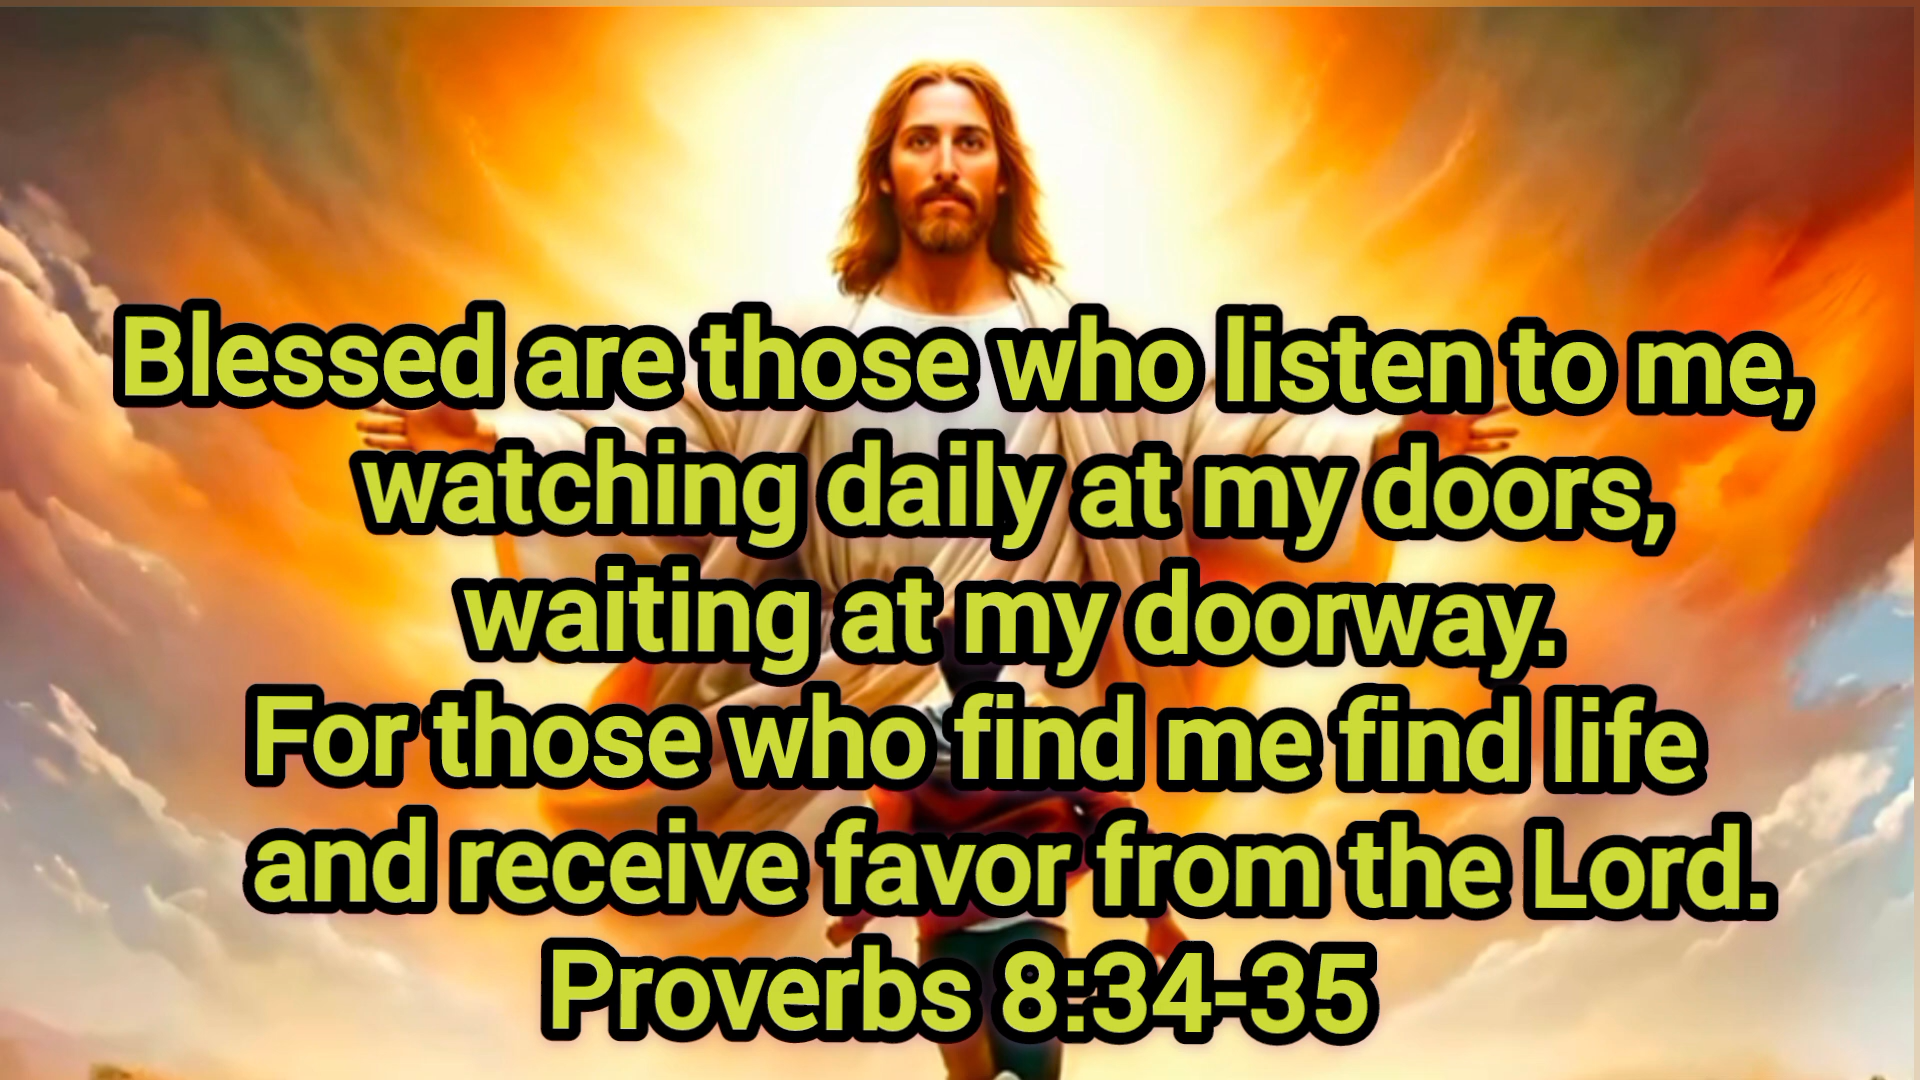 Blessed are those who listen to me,
watching daily at my doors,
waiting at my doorway.
For those who find me find life
and receive favor from the Lord.
Proverbs 8:34-35